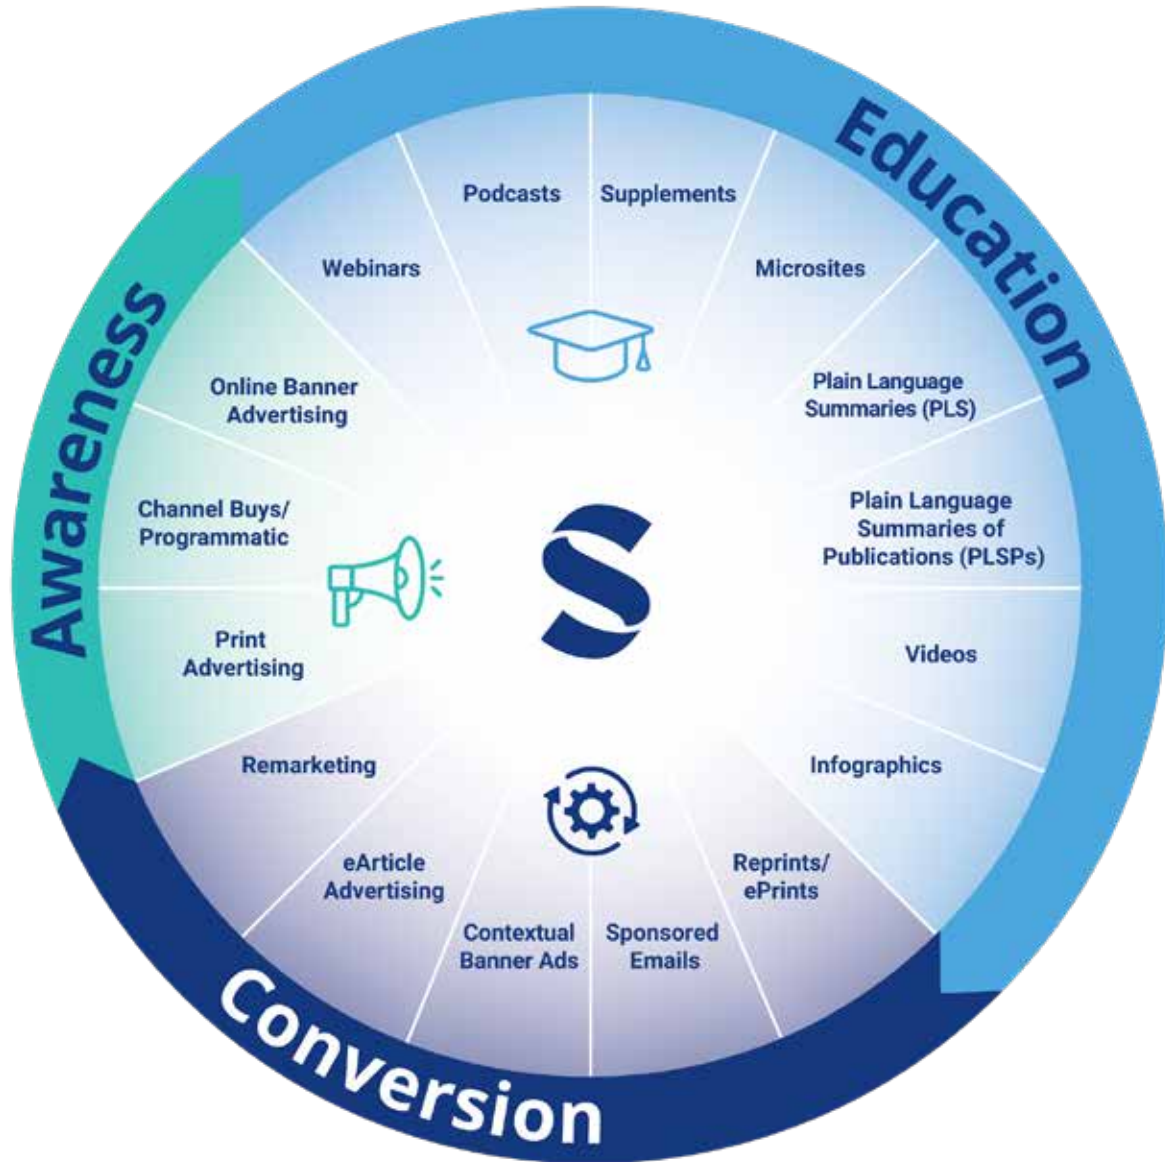 Education
Podcasts
Supplements
Webinars
Microsites
Plain Language
Summaries (PLS)
Plain Language
Summaries of
Publications (PLSPs)
Videos
Infographics
Conversion
Reprints/
ePrints
Sponsored
Emails
Contextual
Banner Ads
eArticle
Advertising
Remarketing
Awareness
Print
Advertising
Channel Buys/
Programmatic
Online Banner
Advertising
S